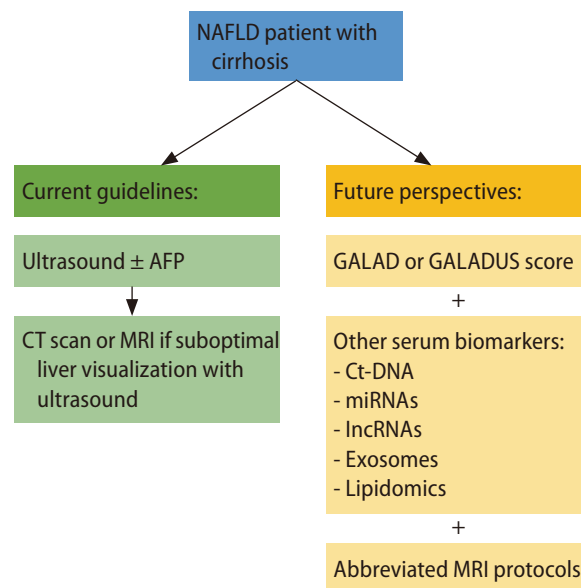 NAFLD patient with
cirrhosis
Current guidelines:
Ultrasound ± AFP
CT scan or MRI if suboptimal
liver visualization with
ultrasound
Future perspectives:
GALAD or GALADUS score
+
Other serum biomarkers:
- Ct-DNA
- miRNAs
- lncRNAs
- Exosomes
- Lipidomics
+
Abbreviated MRI protocols